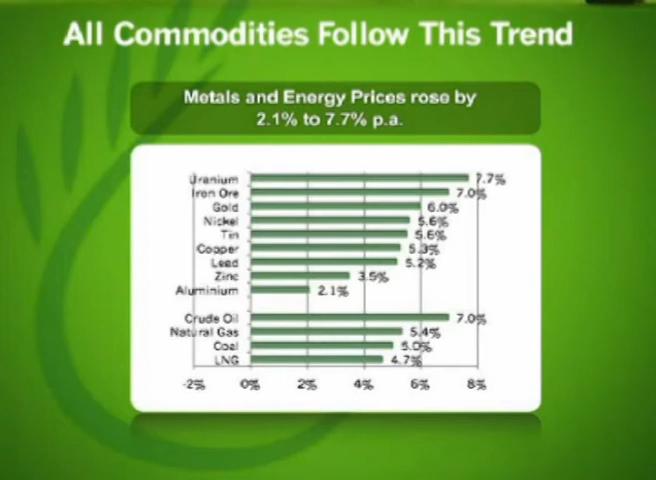 All Commodities Follow This Trend
Metals and Energy Prices rose by
2.1% to 7.7% p.a.
Uranium 7.7%
Iron Ore 7.0%
Gold 6.0%
Nickel 5.6%
Tin 5.6%
Copper 5.3%
Lead 5.2%
Zinc 3.5%
Aluminium 2.1%
Crude Oil 7.0%
Natural Gas 5.4%
Coal 5.0%
LNG 4.7%
-2% 0% 2% 4% 6% 8%